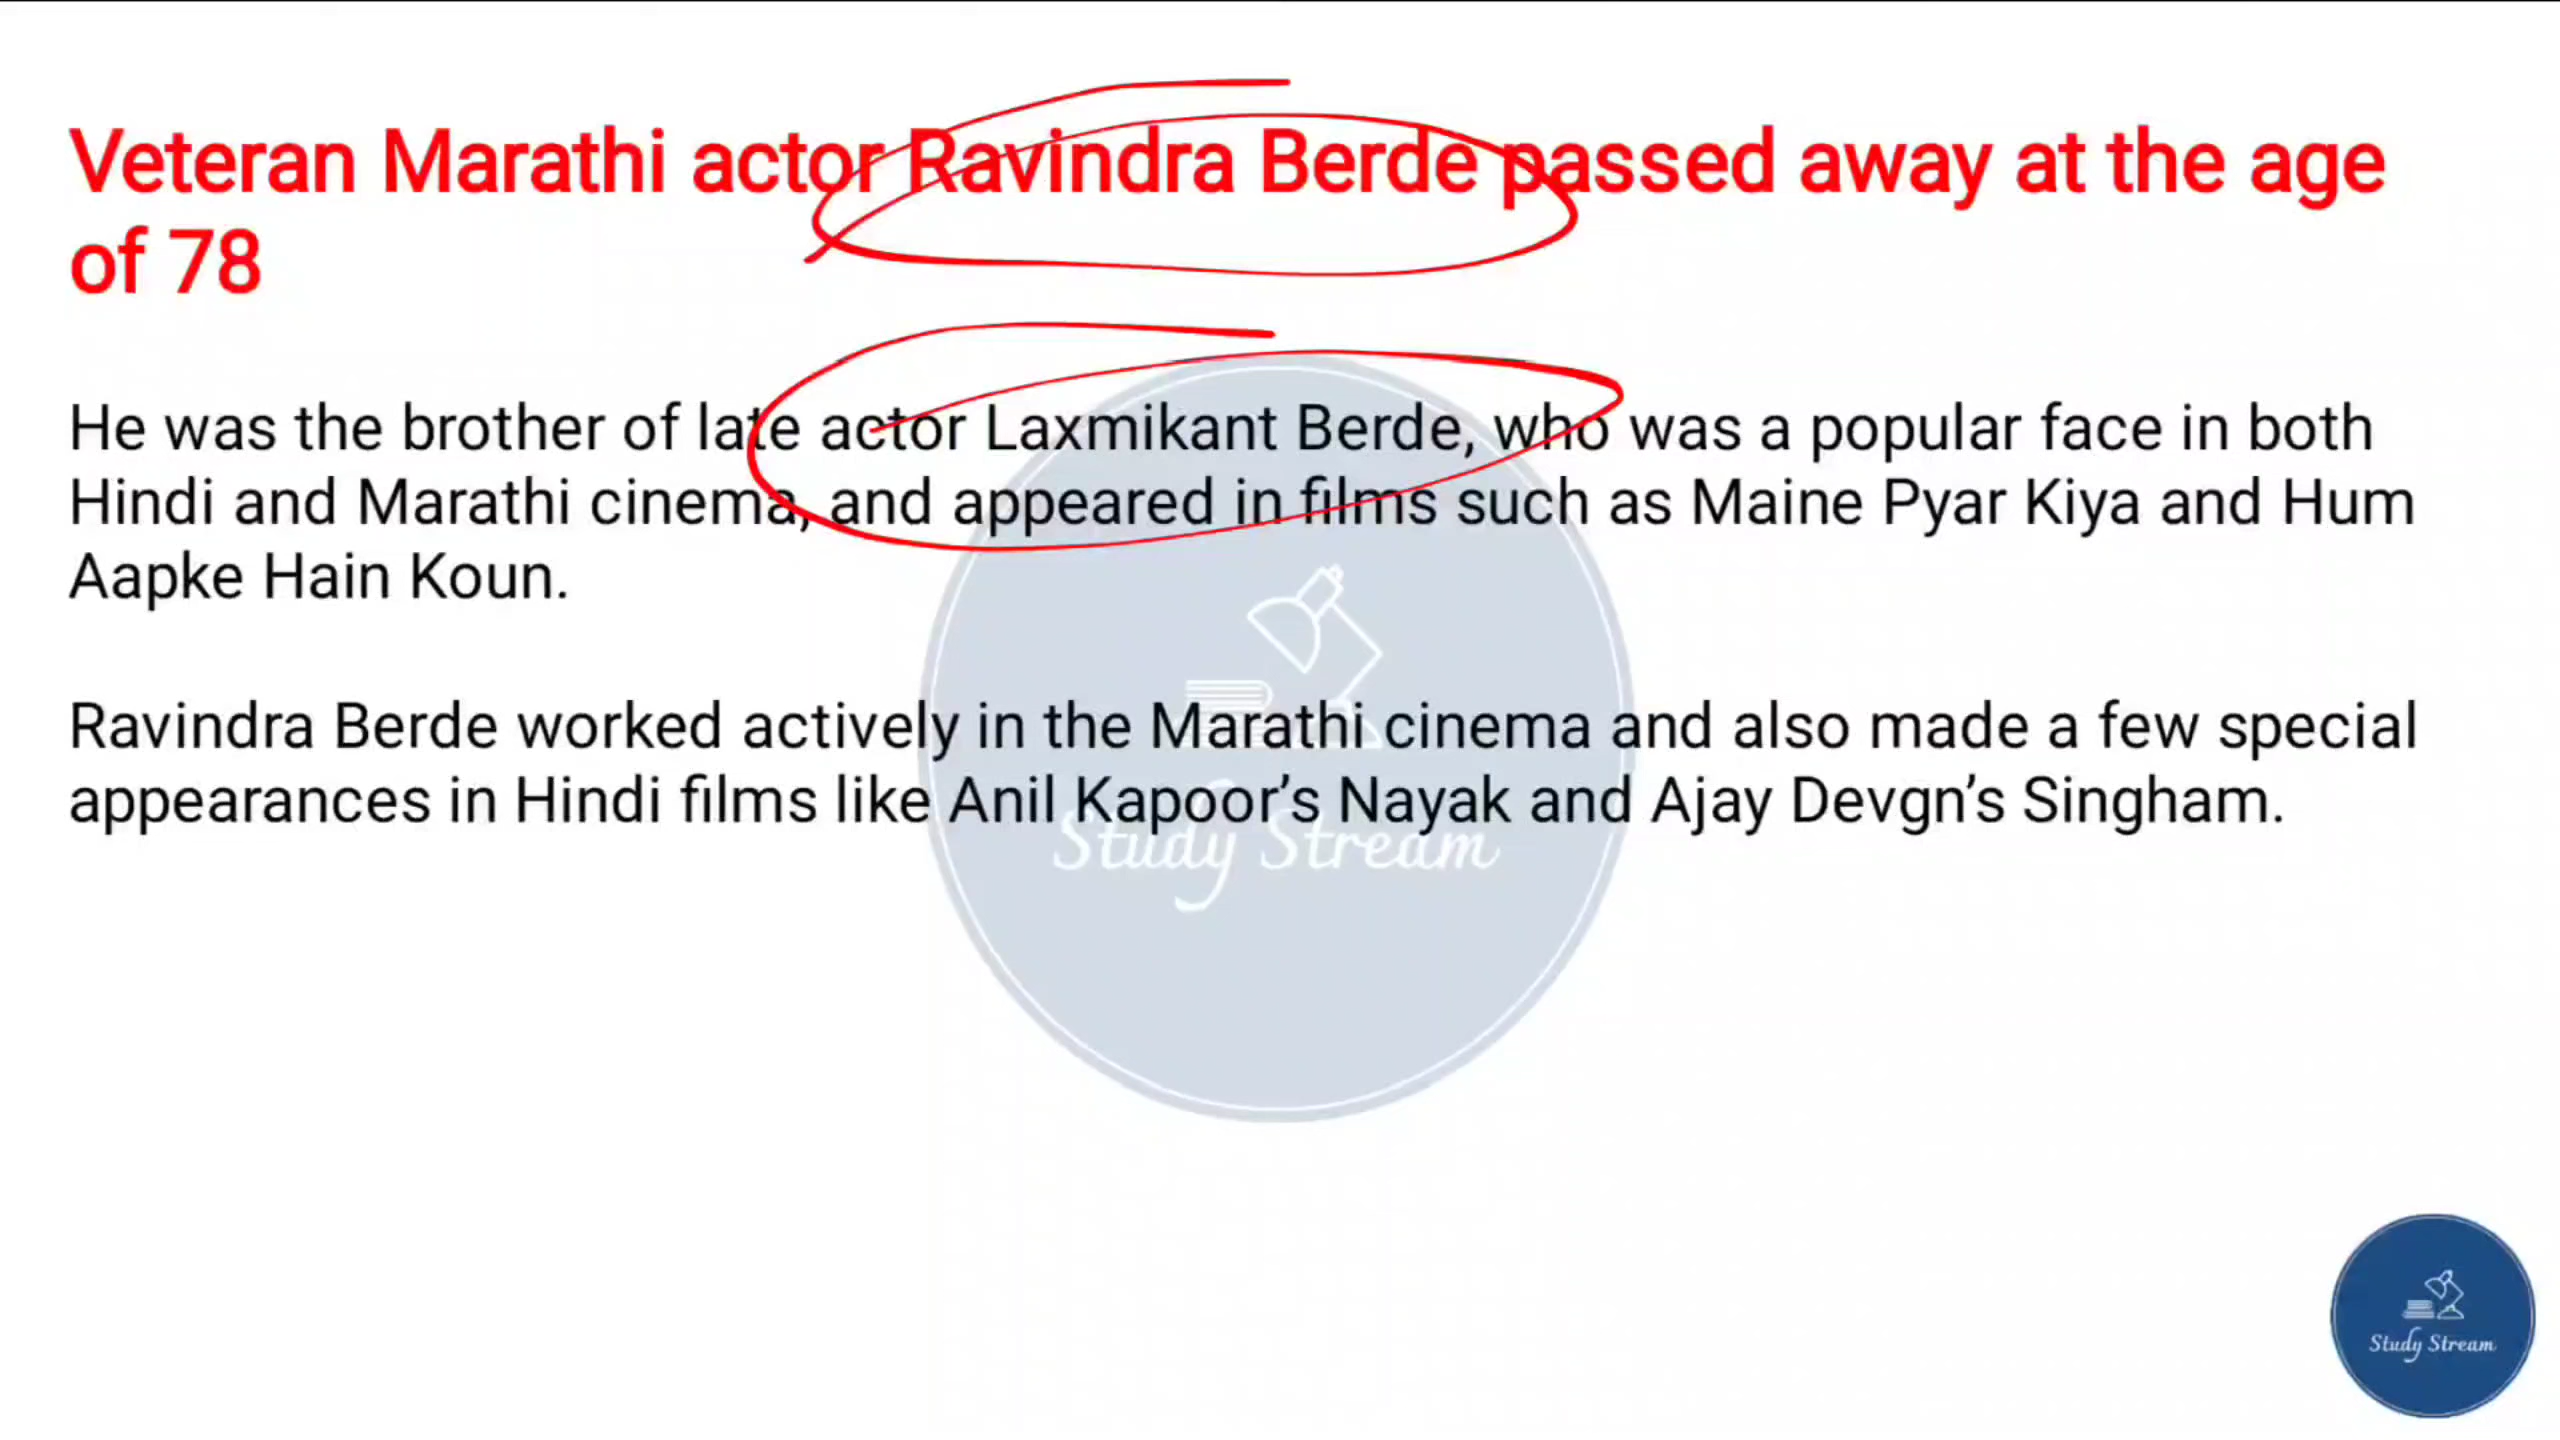 Veteran Marathi actor Ravindra Berde passed away at the age
of 78
He was the brother of late actor Laxmikant Berde, who was a popular face in both
Hindi and Marathi cinema, and appeared in films such as Maine Pyar Kiya and Hum
Aapke Hain Koun.
Ravindra Berde worked actively in the Marathi cinema and also made a few special
appearances in Hindi films like Anil Kapoor’s Nayak and Ajay Devgn’s Singham.
Study Stream
Study Stream